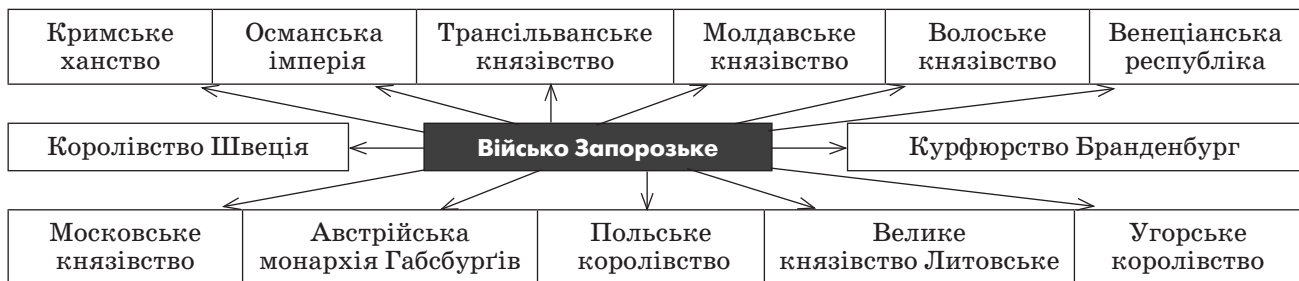 Кримське
ханство
Османська
імперія
Трансільванське
князівство
Молдавське
князівство
Волоське
князівство
Венеціанська
республіка
Королівство Швеція
Військо Запорозьке
Курфюрство Бранденбург
Московське
князівство
Австрійська
монархія Габсбурґів
Польське
королівство
Велике
князівство Литовське
Угорське
королівство